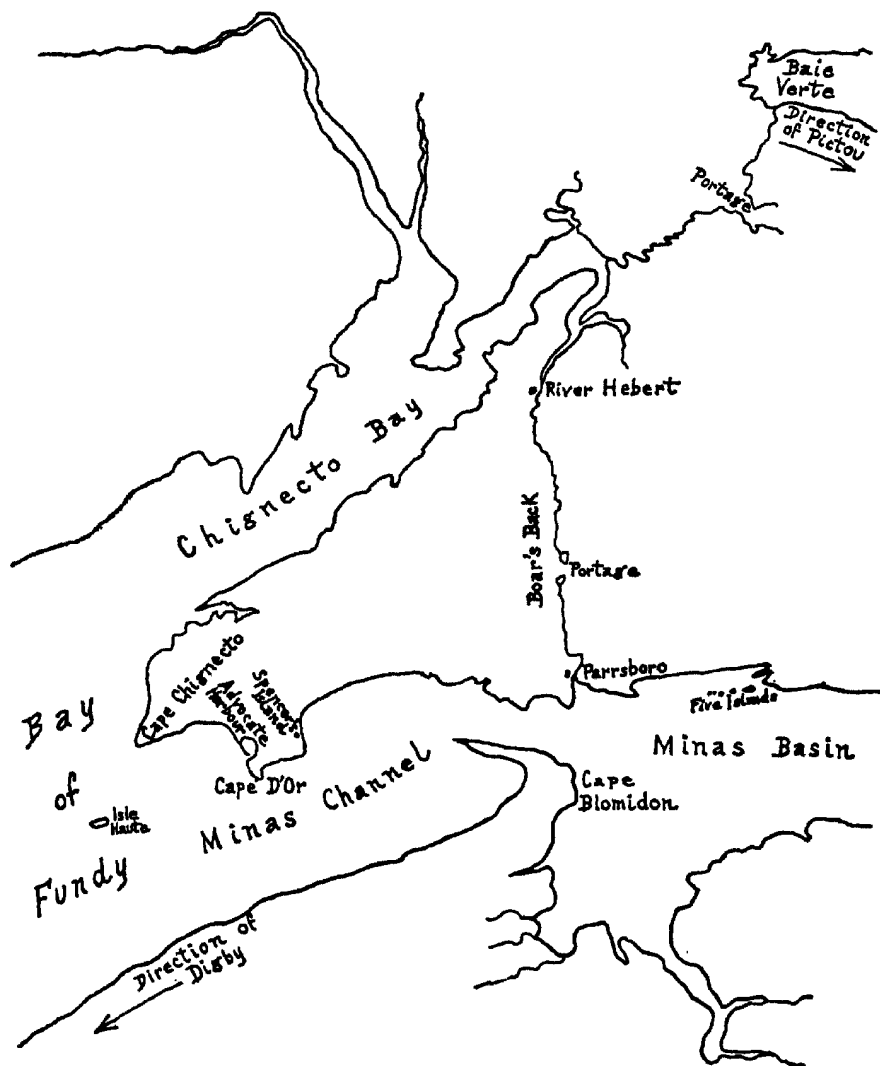 Baie
Verte
Direction
of Pictou
Portage
River Hebert
Chignecto Bay
Boar's Back
Portage
Cape Chignecto
Advocate
Harbour
Spencer's
Island
Parrsboro
Five Islands
Minas Basin
Bay
of
Fundy
Isle
Haute
Cape D'Or
Minas Channel
Cape
Blomidon
Direction of
Digby